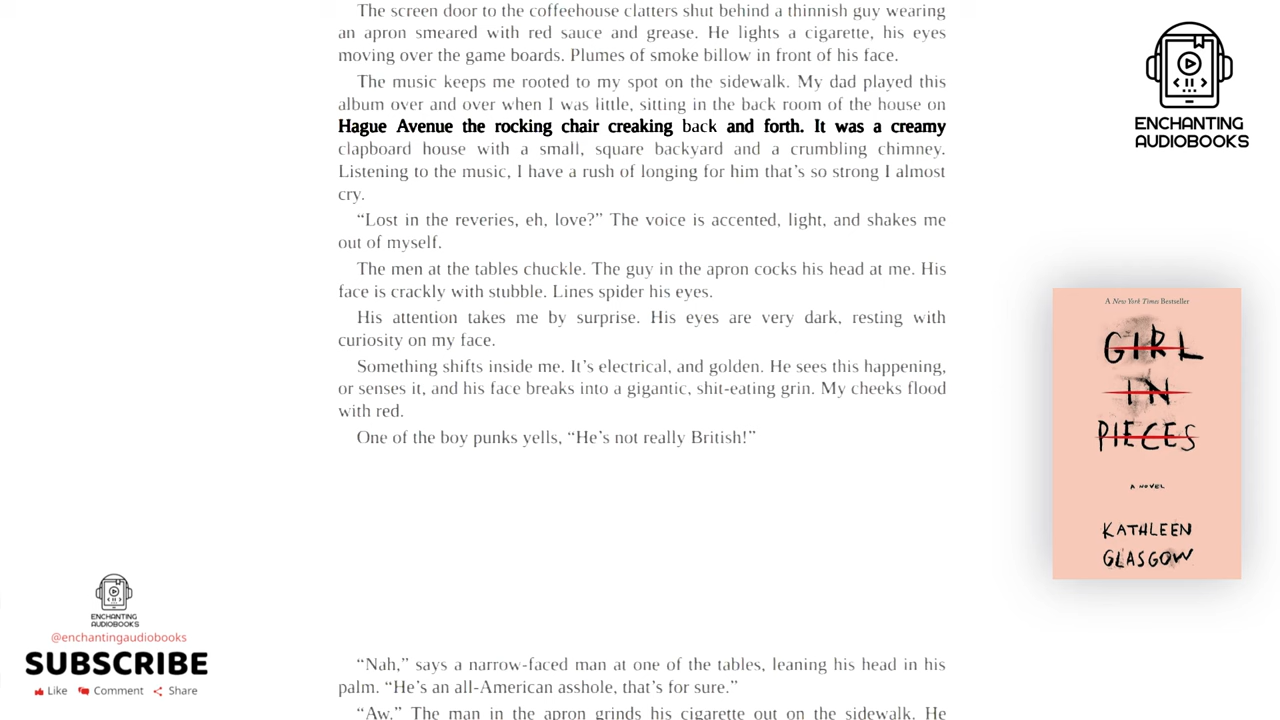 The screen door to the coffeehouse clatters shut behind a thinnish guy wearing
an apron smeared with red sauce and grease. He lights a cigarette, his eyes
moving over the game boards. Plumes of smoke billow in front of his face.
The music keeps me rooted to my spot on the sidewalk. My dad played this
album over and over when I was little, sitting in the back room of the house on
Hague Avenue the rocking chair creaking back and forth. It was a creamy
clapboard house with a small, square backyard and a crumbling chimney.
Listening to the music, I have a rush of longing for him that’s so strong I almost
cry.
“Lost in the reveries, eh, love?” The voice is accented, light, and shakes me
out of myself.
The men at the tables chuckle. The guy in the apron cocks his head at me. His
face is crackly with stubble. Lines spider his eyes.
His attention takes me by surprise. His eyes are very dark, resting with
curiosity on my face.
Something shifts inside me. It’s electrical, and golden. He sees this happening,
or senses it, and his face breaks into a gigantic, shit-eating grin. My cheeks flood
with red.
One of the boy punks yells, “He’s not really British!”
“Nah,” says a narrow-faced man at one of the tables, leaning his head in his
palm. “He’s an all-American asshole, that’s for sure.”
“Aw.” The man in the apron grinds his cigarette out on the sidewalk. He
ENCHANTING
AUDIOBOOKS
A New York Times Bestseller
GIRL
IN
PIECES
A NOVEL
KATHLEEN
GLASGOW
ENCHANTING
AUDIOBOOKS
@enchantingaudiobooks
SUBSCRIBE
Like Comment Share